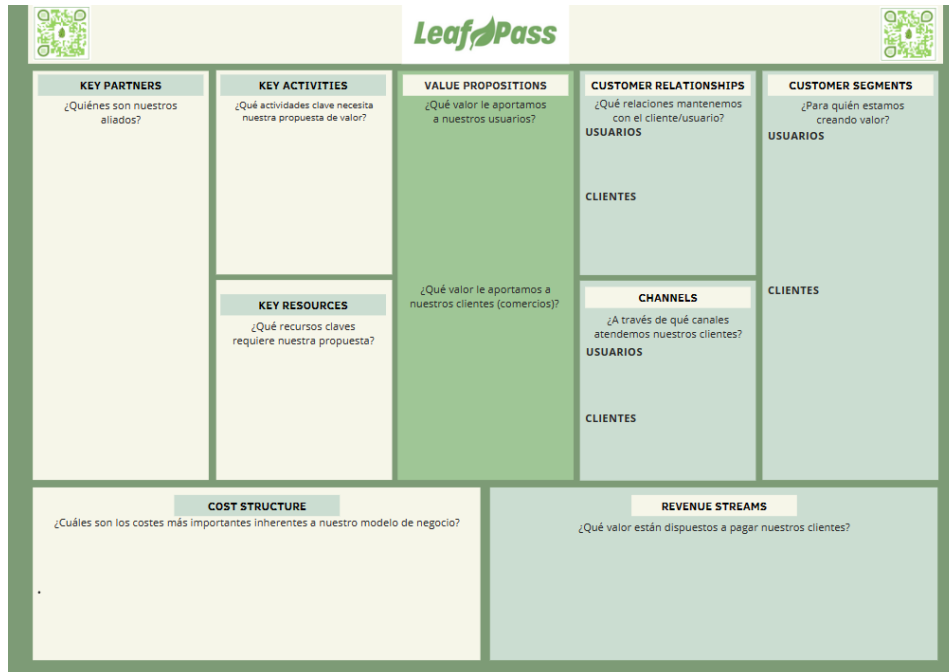 Leaf Pass
KEY PARTNERS
¿Quiénes son nuestros
aliados?
KEY ACTIVITIES
¿Qué actividades clave necesita
nuestra propuesta de valor?
KEY RESOURCES
¿Qué recursos claves
requiere nuestra propuesta?
VALUE PROPOSITIONS
¿Qué valor le aportamos
a nuestros usuarios?
¿Qué valor le aportamos a
nuestros clientes (comercios)?
CUSTOMER RELATIONSHIPS
¿Qué relaciones mantenemos
con el cliente/usuario?
USUARIOS
CLIENTES
CHANNELS
¿A través de qué canales
atendemos nuestros clientes?
USUARIOS
CLIENTES
CUSTOMER SEGMENTS
¿Para quién estamos
creando valor?
USUARIOS
CLIENTES
COST STRUCTURE
¿Cuáles son los costes más importantes inherentes a nuestro modelo de negocio?
REVENUE STREAMS
¿Qué valor están dispuestos a pagar nuestros clientes?